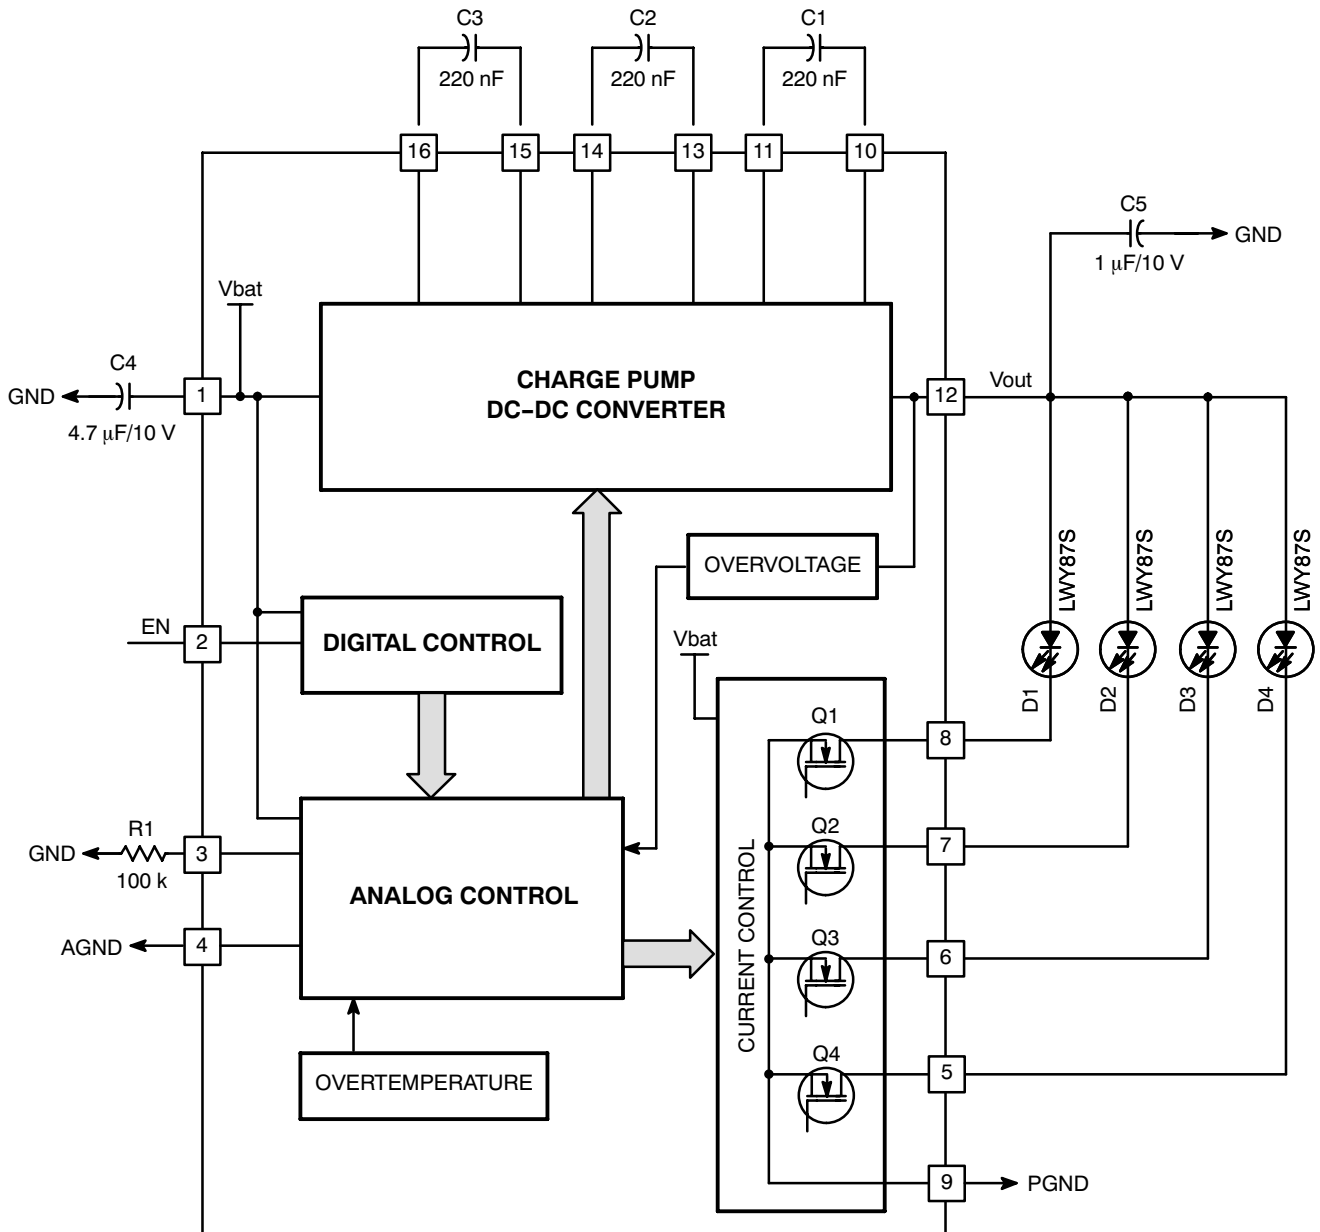 C3
C2
C1
220 nF
220 nF
220 nF
16
15
14
13
11
10
C5
GND
1 μF/10 V
Vbat
C4
GND
1
4.7 μF/10 V
CHARGE PUMP
DC−DC CONVERTER
12
Vout
OVERVOLTAGE
LWY87S
LWY87S
LWY87S
LWY87S
EN
2
DIGITAL CONTROL
Vbat
D1
D2
D3
D4
Q1
8
R1
GND
3
100 k
Q2
7
ANALOG CONTROL
CURRENT CONTROL
AGND
4
Q3
6
Q4
5
OVERTEMPERATURE
9
PGND